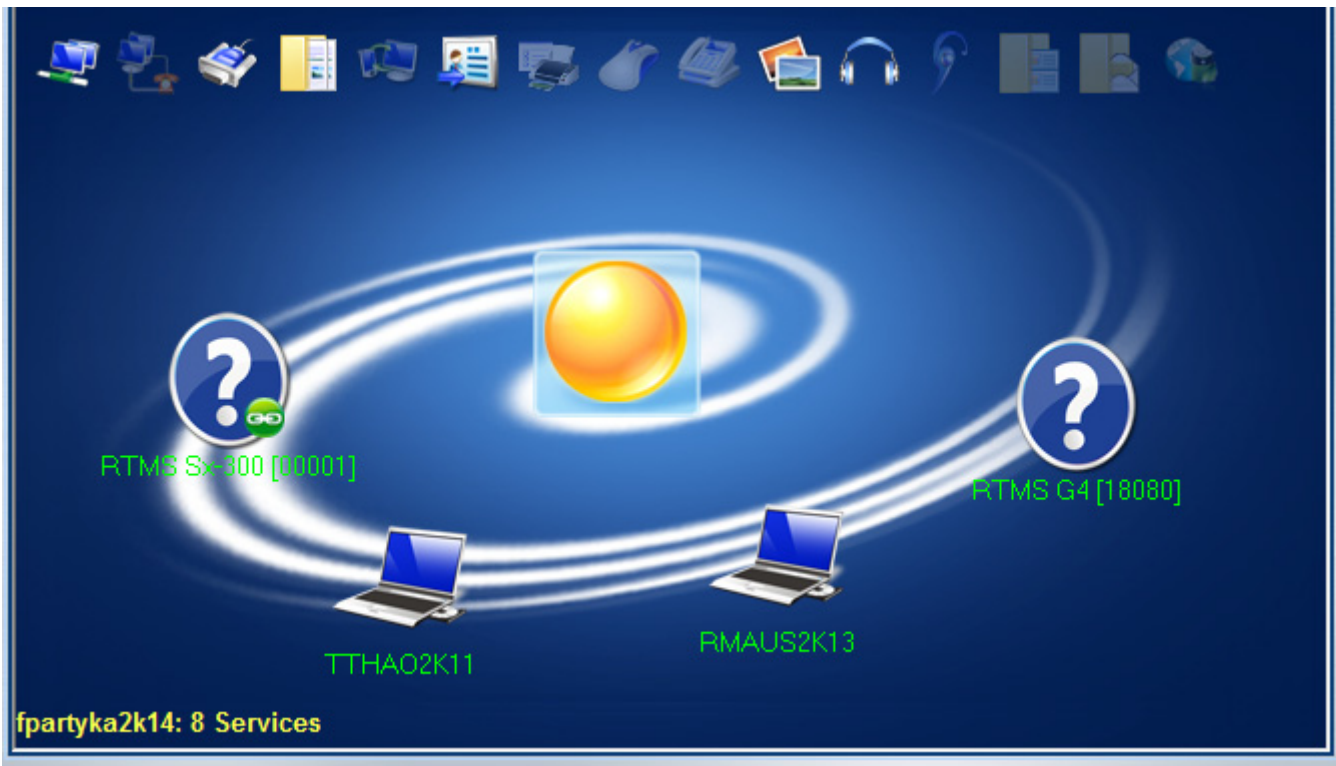 RTMS Sx-300 [00001]
RTMS G4 [18080]
TTHAO2K11
RMAUS2K13
fpartyka2k14: 8 Services